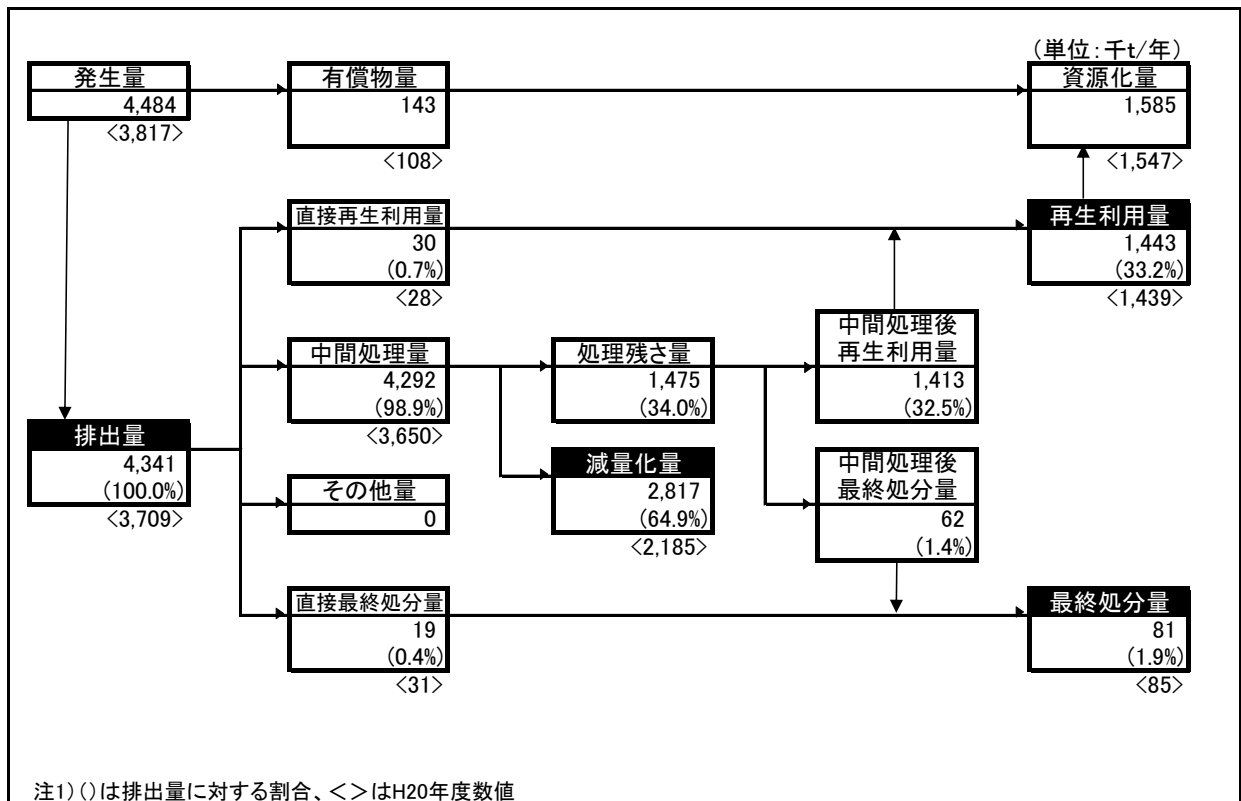 (単位:千t/年)
発生量
4,484
<3,817>
有償物量
143
<108>
資源化量
1,585
<1,547>
直接再生利用量
30
(0.7%)
<28>
再生利用量
1,443
(33.2%)
<1,439>
中間処理量
4,292
(98.9%)
<3,650>
処理残さ量
1,475
(34.0%)
中間処理後
再生利用量
1,413
(32.5%)
排出量
4,341
(100.0%)
<3,709>
減量化量
2,817
(64.9%)
<2,185>
中間処理後
最終処分量
62
(1.4%)
その他量
0
直接最終処分量
19
(0.4%)
<31>
最終処分量
81
(1.9%)
<85>
注1)()は排出量に対する割合、<>はH20年度数値